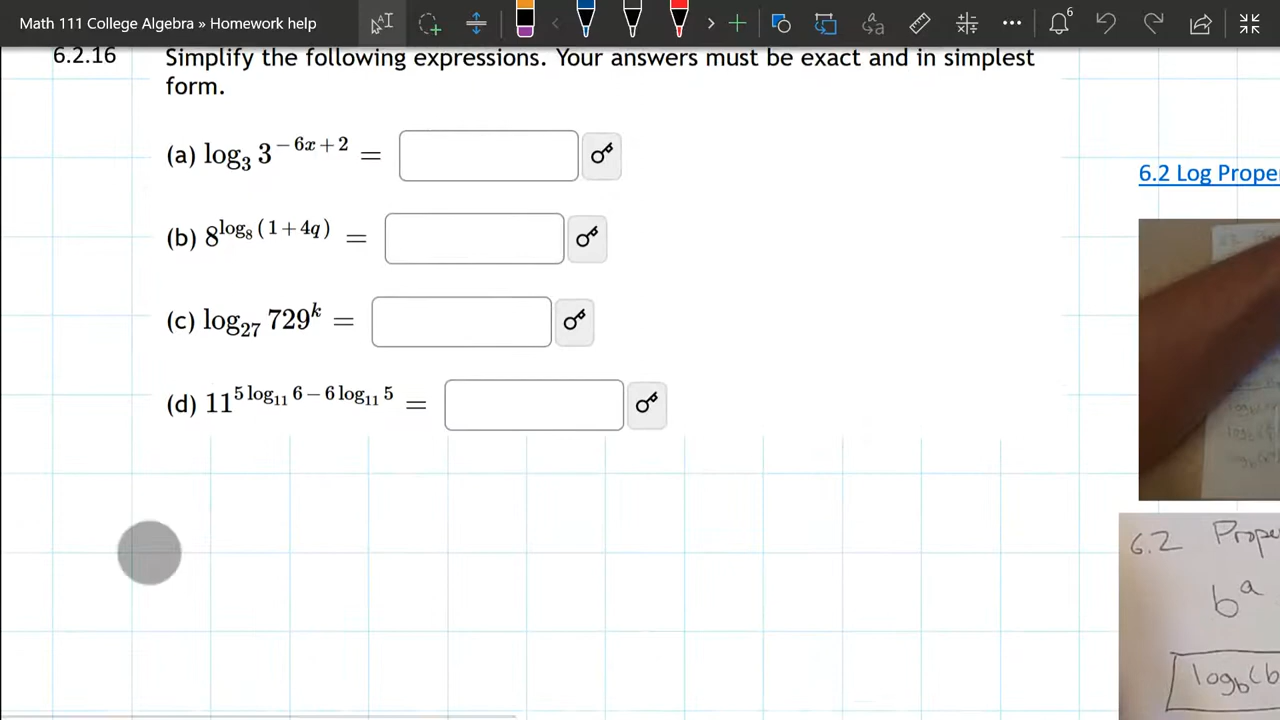 Math 111 College Algebra » Homework help
6
6.2.16 Simplify the following expressions. Your answers must be exact and in simplest
form.
(a) log₃ 3^(−6x+2) =
(b) 8^(log₈(1+4q)) =
(c) log₂₇ 729^k =
(d) 11^(5 log₁₁ 6 − 6 log₁₁ 5) =
6.2 Log Prope
6.2 Prope
b^a
log_b(b